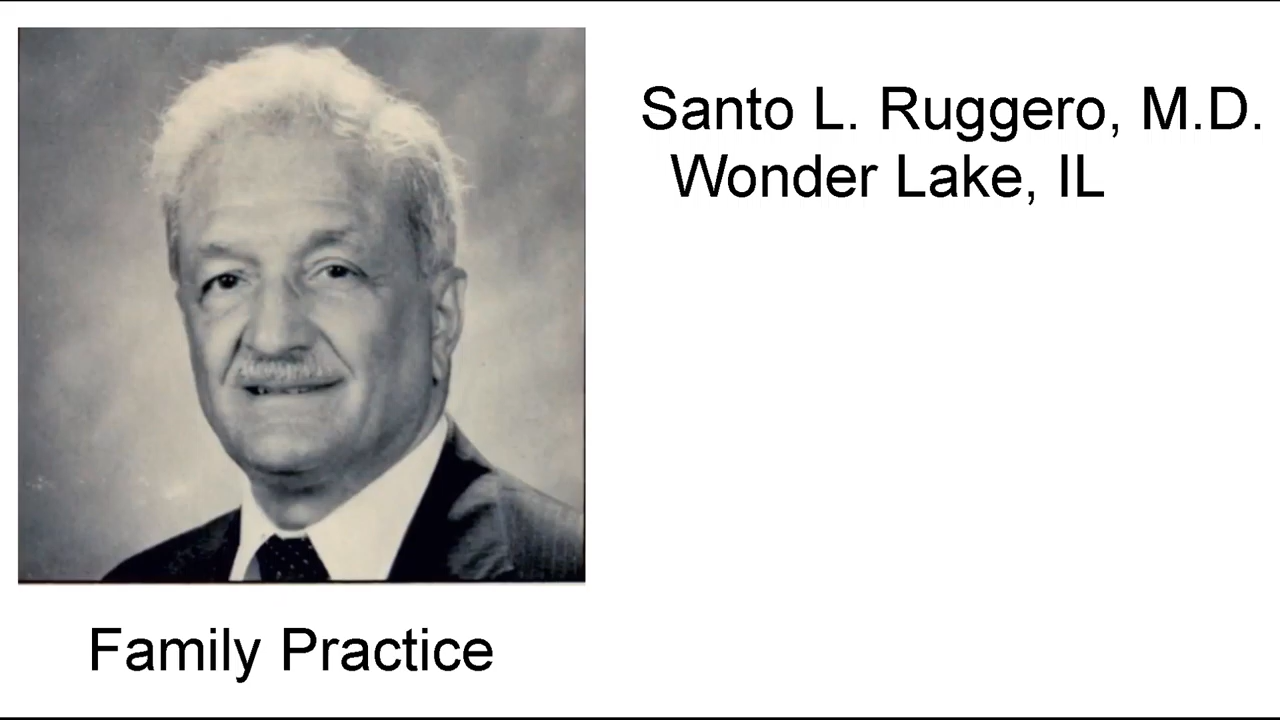 Santo L. Ruggero, M.D.
Wonder Lake, IL
Family Practice